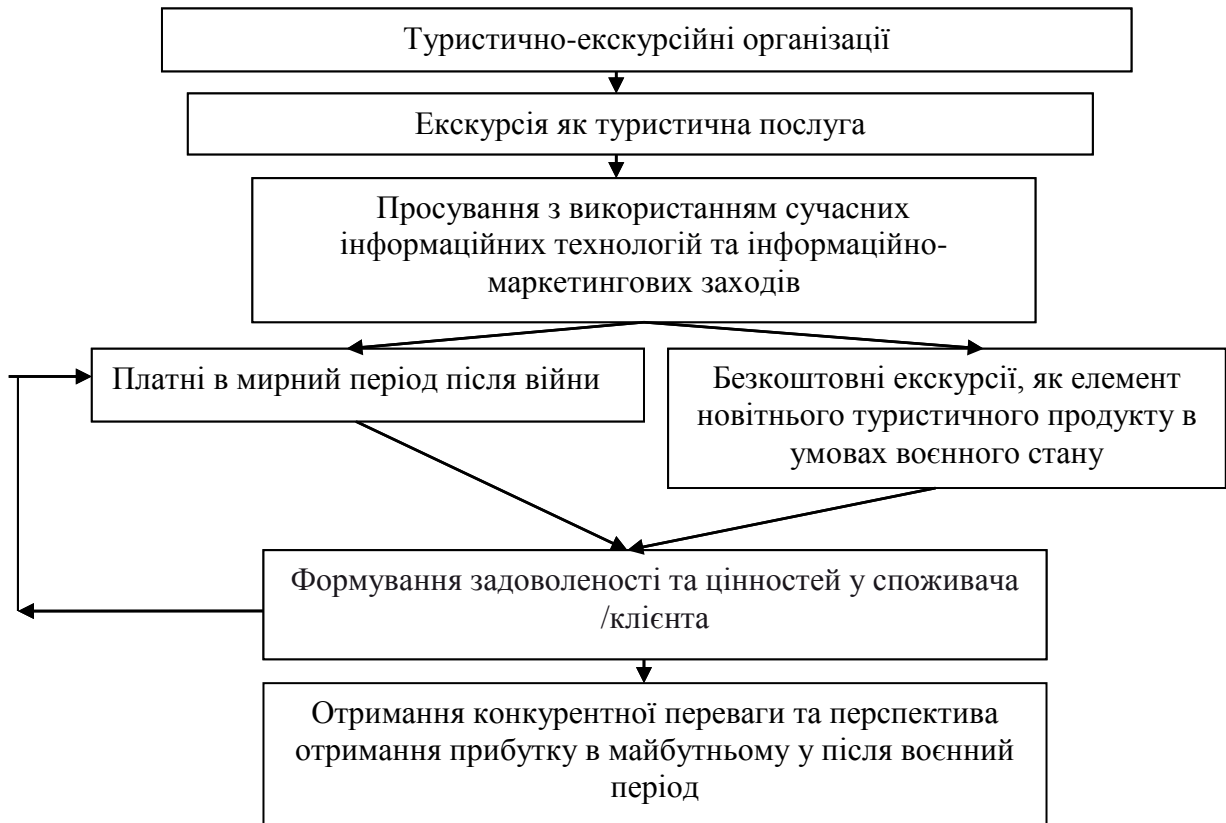 Туристично-екскурсійні організації
Екскурсія як туристична послуга
Просування з використанням сучасних
інформаційних технологій та інформаційно-
маркетингових заходів
Платні в мирний період після війни
Безкоштовні екскурсії, як елемент
новітнього туристичного продукту в
умовах воєнного стану
Формування задоволеності та цінностей у споживача
/клієнта
Отримання конкурентної переваги та перспектива
отримання прибутку в майбутньому у після воєнний
період